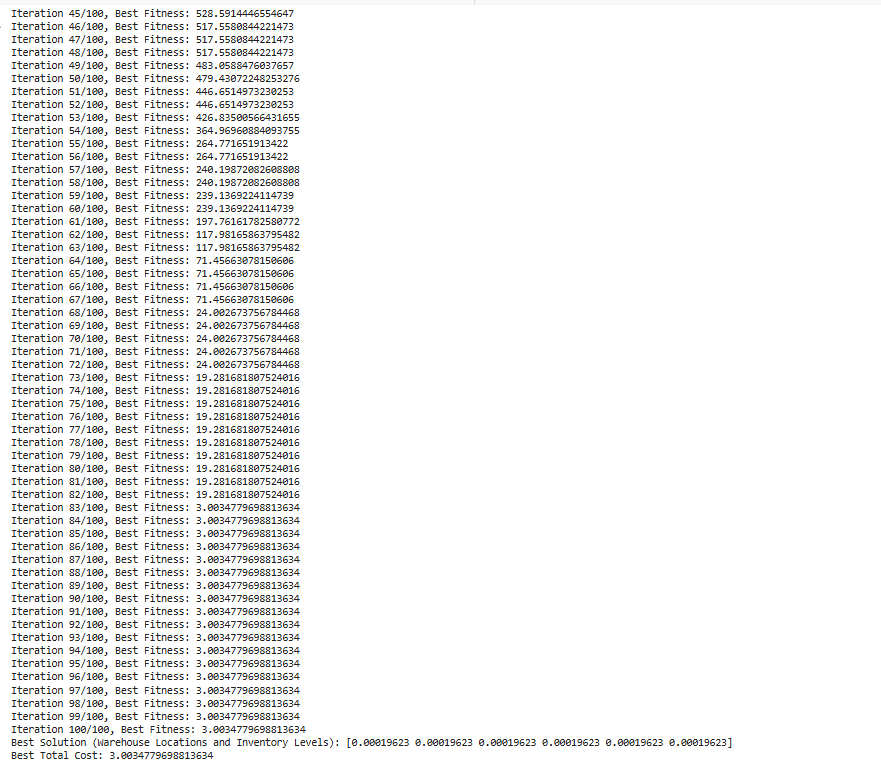 Iteration 45/100, Best Fitness: 528.5914446554647
Iteration 46/100, Best Fitness: 517.5580844221473
Iteration 47/100, Best Fitness: 517.5580844221473
Iteration 48/100, Best Fitness: 517.5580844221473
Iteration 49/100, Best Fitness: 483.0588476037657
Iteration 50/100, Best Fitness: 479.43072248253276
Iteration 51/100, Best Fitness: 446.6514973230253
Iteration 52/100, Best Fitness: 446.6514973230253
Iteration 53/100, Best Fitness: 426.83500566431655
Iteration 54/100, Best Fitness: 364.96960884093755
Iteration 55/100, Best Fitness: 264.771651913422
Iteration 56/100, Best Fitness: 264.771651913422
Iteration 57/100, Best Fitness: 240.19872082608808
Iteration 58/100, Best Fitness: 240.19872082608808
Iteration 59/100, Best Fitness: 239.1369224114739
Iteration 60/100, Best Fitness: 239.1369224114739
Iteration 61/100, Best Fitness: 197.76161782580772
Iteration 62/100, Best Fitness: 117.98165863795482
Iteration 63/100, Best Fitness: 117.98165863795482
Iteration 64/100, Best Fitness: 71.45663078150606
Iteration 65/100, Best Fitness: 71.45663078150606
Iteration 66/100, Best Fitness: 71.45663078150606
Iteration 67/100, Best Fitness: 71.45663078150606
Iteration 68/100, Best Fitness: 24.002673756784468
Iteration 69/100, Best Fitness: 24.002673756784468
Iteration 70/100, Best Fitness: 24.002673756784468
Iteration 71/100, Best Fitness: 24.002673756784468
Iteration 72/100, Best Fitness: 24.002673756784468
Iteration 73/100, Best Fitness: 19.281681807524016
Iteration 74/100, Best Fitness: 19.281681807524016
Iteration 75/100, Best Fitness: 19.281681807524016
Iteration 76/100, Best Fitness: 19.281681807524016
Iteration 77/100, Best Fitness: 19.281681807524016
Iteration 78/100, Best Fitness: 19.281681807524016
Iteration 79/100, Best Fitness: 19.281681807524016
Iteration 80/100, Best Fitness: 19.281681807524016
Iteration 81/100, Best Fitness: 19.281681807524016
Iteration 82/100, Best Fitness: 19.281681807524016
Iteration 83/100, Best Fitness: 3.0034779698813634
Iteration 84/100, Best Fitness: 3.0034779698813634
Iteration 85/100, Best Fitness: 3.0034779698813634
Iteration 86/100, Best Fitness: 3.0034779698813634
Iteration 87/100, Best Fitness: 3.0034779698813634
Iteration 88/100, Best Fitness: 3.0034779698813634
Iteration 89/100, Best Fitness: 3.0034779698813634
Iteration 90/100, Best Fitness: 3.0034779698813634
Iteration 91/100, Best Fitness: 3.0034779698813634
Iteration 92/100, Best Fitness: 3.0034779698813634
Iteration 93/100, Best Fitness: 3.0034779698813634
Iteration 94/100, Best Fitness: 3.0034779698813634
Iteration 95/100, Best Fitness: 3.0034779698813634
Iteration 96/100, Best Fitness: 3.0034779698813634
Iteration 97/100, Best Fitness: 3.0034779698813634
Iteration 98/100, Best Fitness: 3.0034779698813634
Iteration 99/100, Best Fitness: 3.0034779698813634
Iteration 100/100, Best Fitness: 3.0034779698813634
Best Solution (Warehouse Locations and Inventory Levels): [0.00019623 0.00019623 0.00019623 0.00019623 0.00019623 0.00019623]
Best Total Cost: 3.0034779698813634